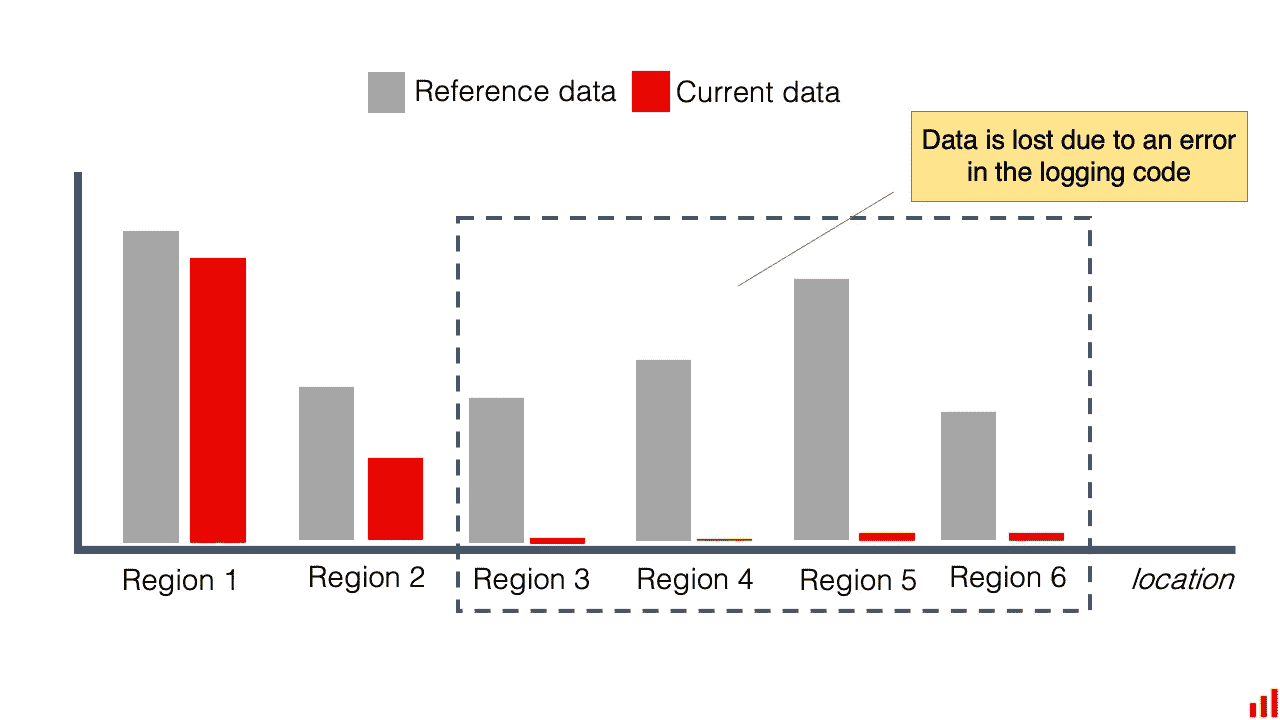 Reference data
Current data
Data is lost due to an error
in the logging code
Region 1
Region 2
Region 3
Region 4
Region 5
Region 6
location